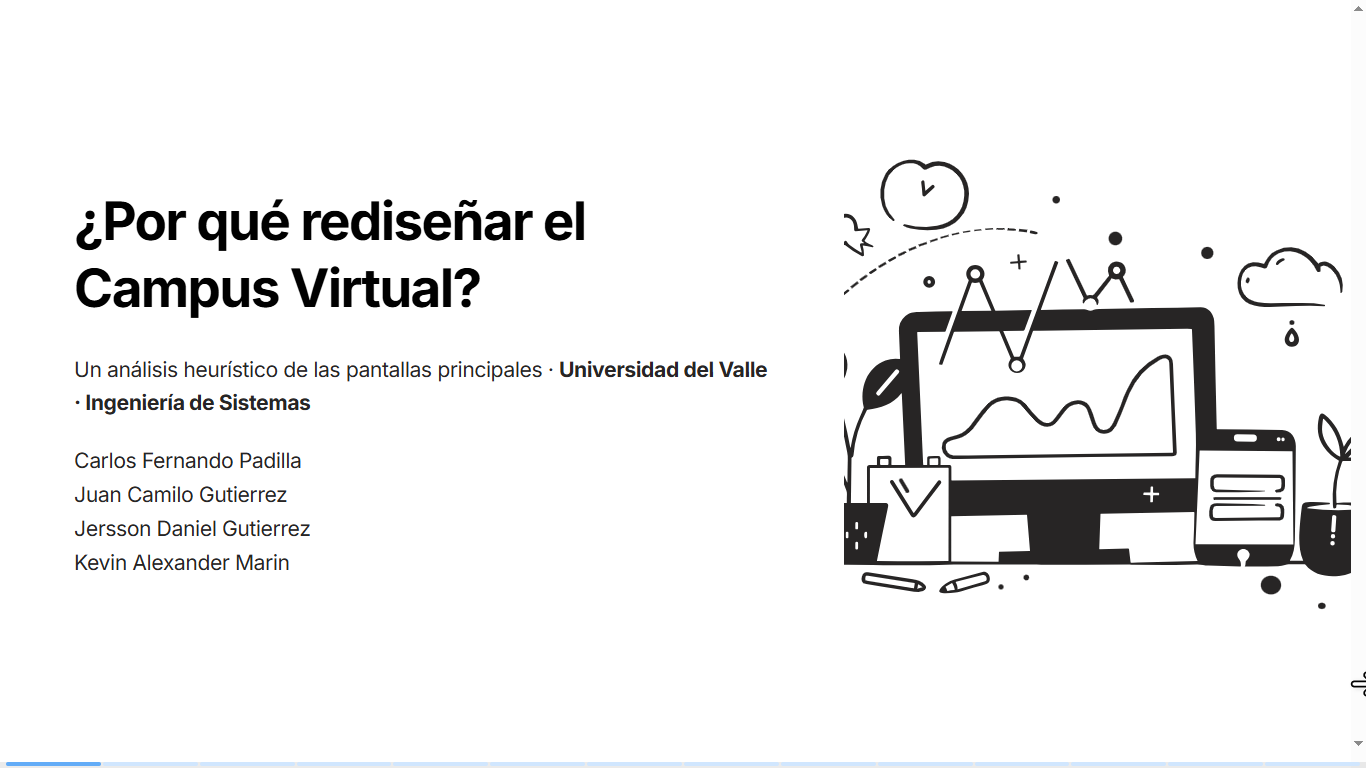 ¿Por qué rediseñar el
Campus Virtual?
Un análisis heurístico de las pantallas principales · Universidad del Valle
· Ingeniería de Sistemas
Carlos Fernando Padilla
Juan Camilo Gutierrez
Jersson Daniel Gutierrez
Kevin Alexander Marin